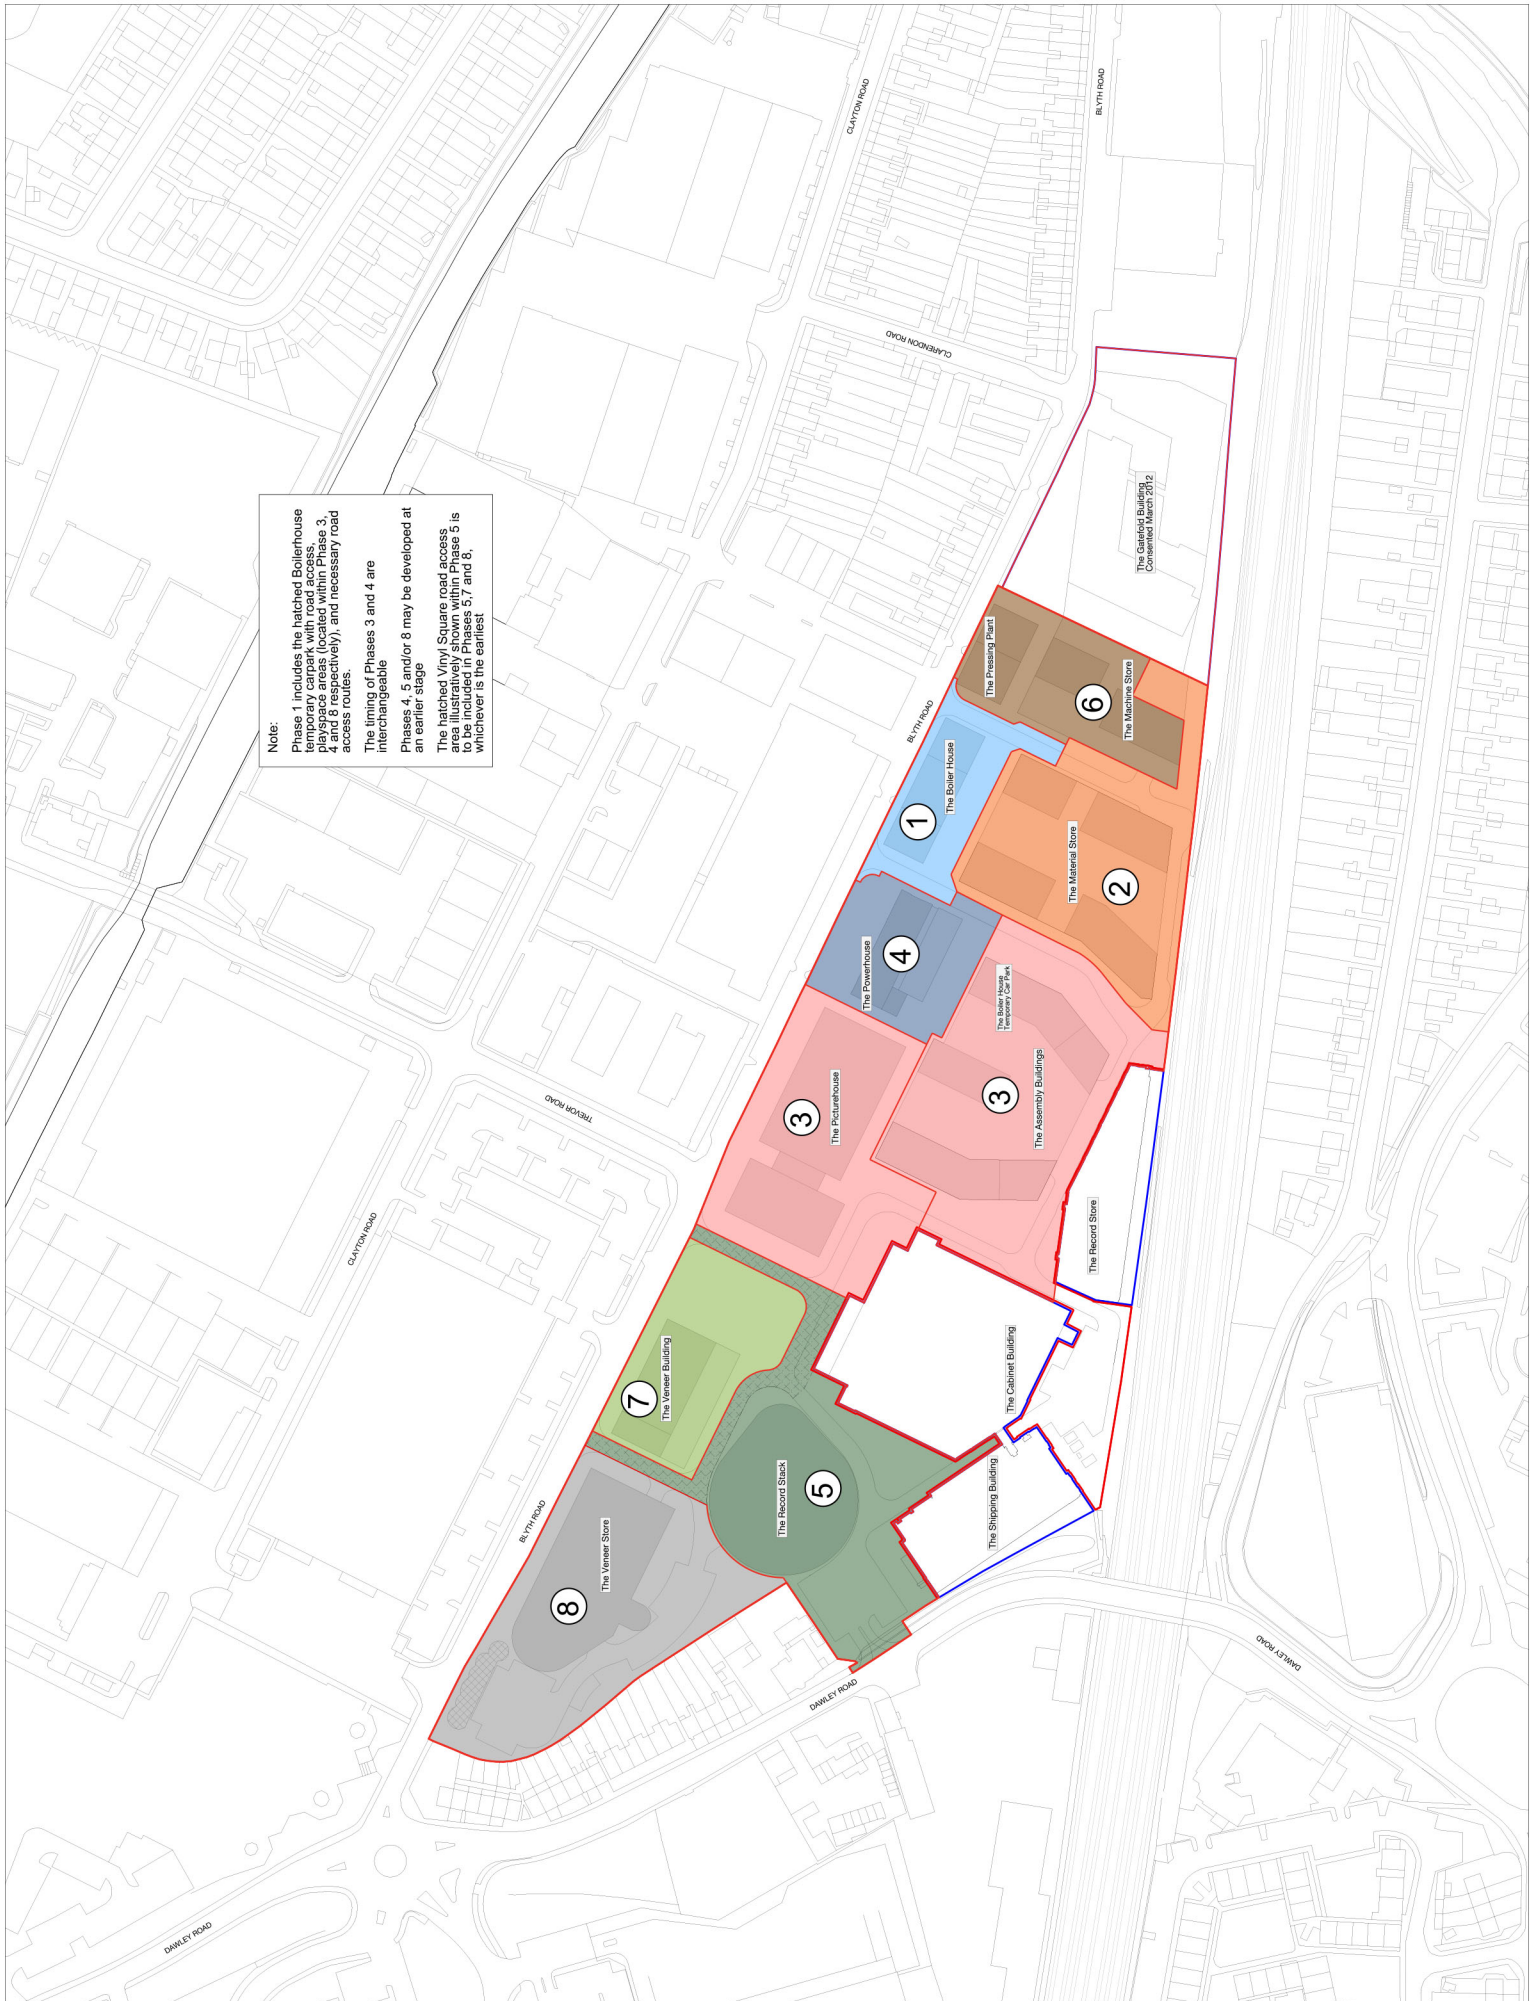 Note:
Phase 1 includes the hatched Boilerhouse
temporary carpark with road access,
playspace areas (located within Phase 3,
4 and 8 respectively), and necessary road
access routes.
The timing of Phases 3 and 4 are
interchangeable
Phases 4, 5 and/or 8 may be developed at
an earlier stage
The hatched Vinyl Square road access
area illustratively shown within Phase 5 is
to be included in Phases 5,7 and 8,
whichever is the earliest
DAWLEY ROAD
CLAYTON ROAD
TREVOR ROAD
CLARENDON ROAD
CLAYTON ROAD
BLYTH ROAD
BLYTH ROAD
8
The Veneer Store
7
The Veneer Building
5
The Record Stack
3
The Picturehouse
BLYTH ROAD
4
The Powerhouse
1
The Boiler House
The Pressing Plant
6
The Machine Store
2
The Material Store
The Boiler House
Temporary Car Park
3
The Assembly Buildings
The Record Store
The Cabinet Building
The Shipping Building
The Gatefold Building
Consented March 2012
DAWLEY ROAD
DAWLEY ROAD